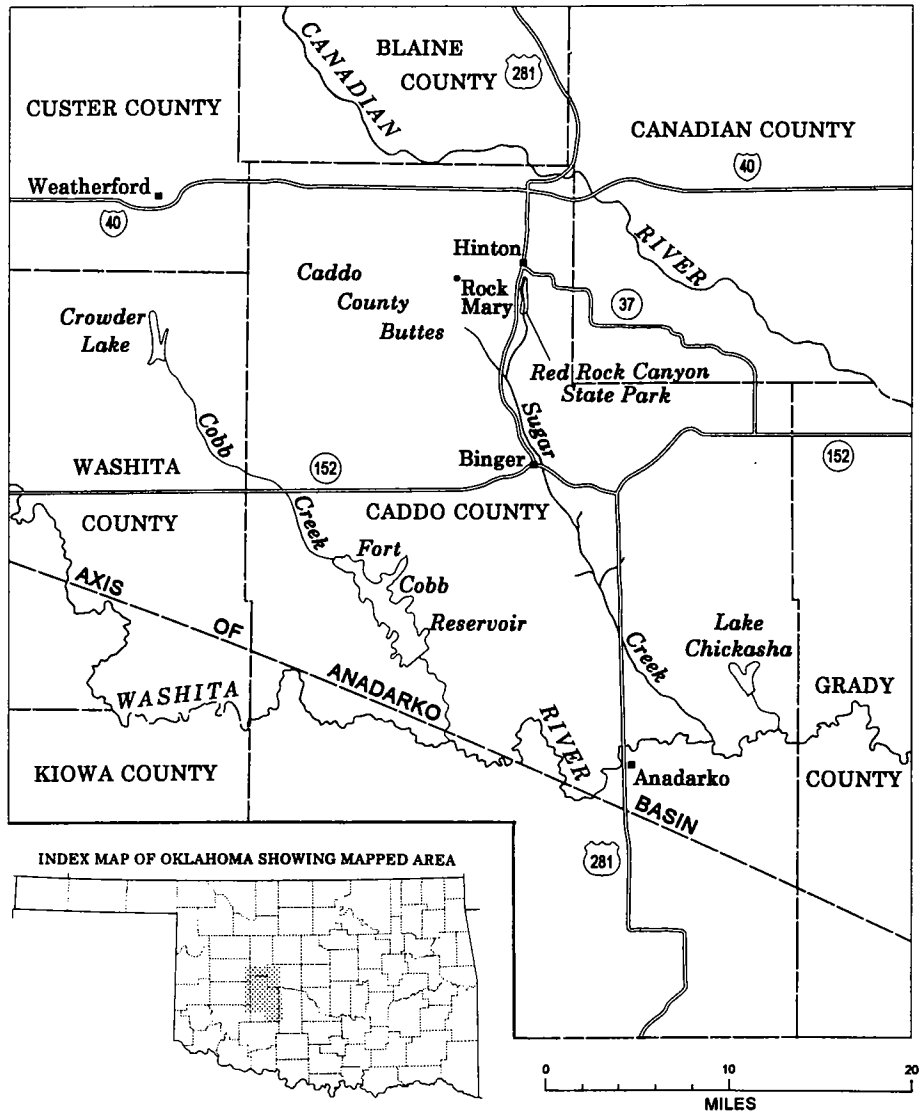 BLAINE
COUNTY
281
CANADIAN
RIVER
CUSTER COUNTY
CANADIAN COUNTY
40
Weatherford
40
Hinton
Caddo
County
Buttes
Rock
Mary
37
Crowder
Lake
Red Rock Canyon
State Park
Cobb
Creek
Sugar
Creek
WASHITA
COUNTY
152
Binger
152
CADDO COUNTY
Fort
Cobb
Reservoir
AXIS
OF
ANADARKO
BASIN
Lake
Chickasha
WASHITA
RIVER
GRADY
COUNTY
KIOWA COUNTY
Anadarko
281
INDEX MAP OF OKLAHOMA SHOWING MAPPED AREA
0 10 20
MILES